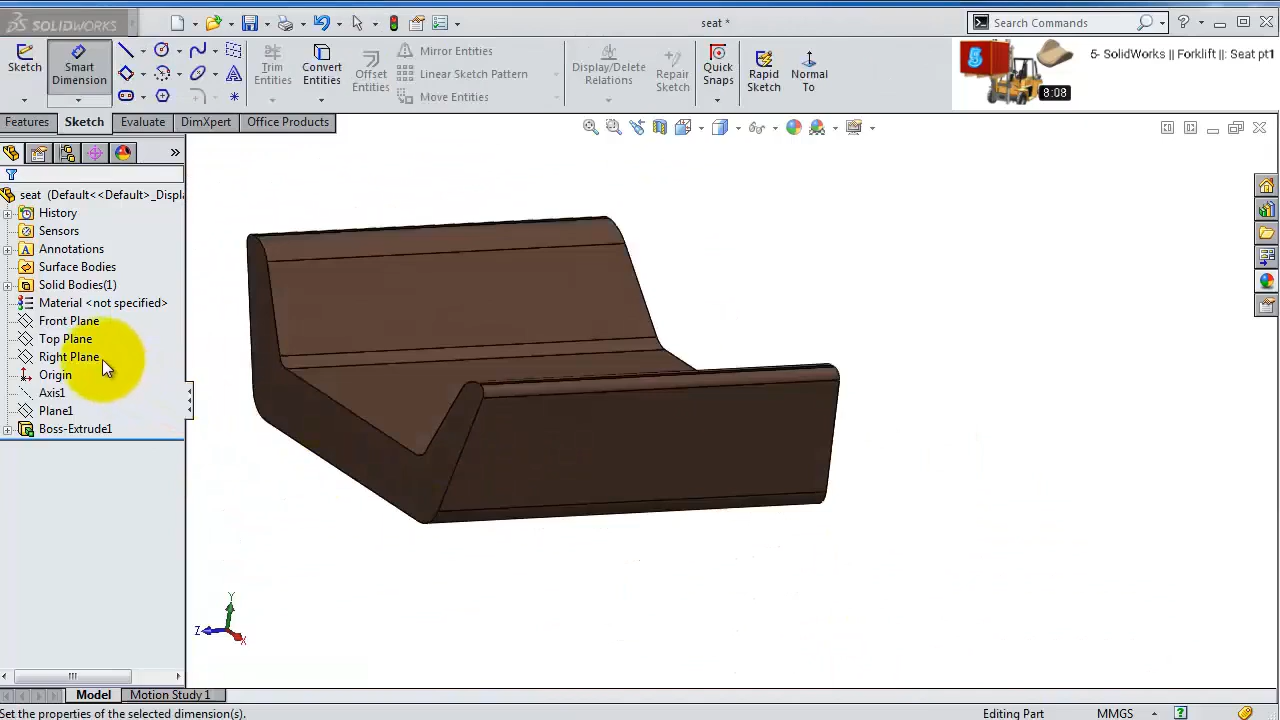 SOLIDWORKS
seat *
Search Commands
Sketch
Smart Dimension
Trim Entities
Convert Entities
Offset Entities
Mirror Entities
Linear Sketch Pattern
Move Entities
Display/Delete Relations
Repair Sketch
Quick Snaps
Rapid Sketch
Normal To
5
8:08
5- SolidWorks || Forklift ||: Seat pt1
Features
Sketch
Evaluate
DimXpert
Office Products
seat (Default<<Default>_Displa
History
Sensors
Annotations
Surface Bodies
Solid Bodies(1)
Material <not specified>
Front Plane
Top Plane
Right Plane
Origin
Axis1
Plane1
Boss-Extrude1
Y
Z
X
Model
Motion Study 1
Set the properties of the selected dimension(s).
Editing Part
MMGS